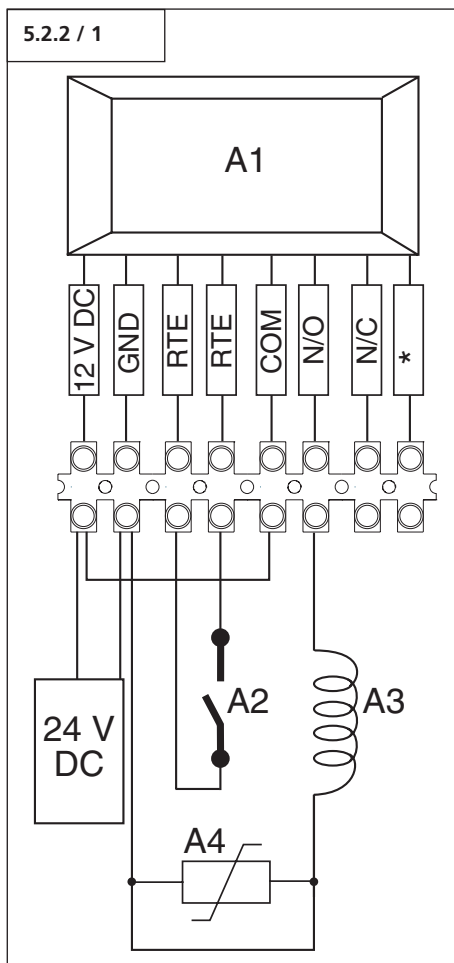 5.2.2 / 1
A1
12 V DC
GND
RTE
RTE
COM
N/O
N/C
*
A2
A3
24 V
DC
A4